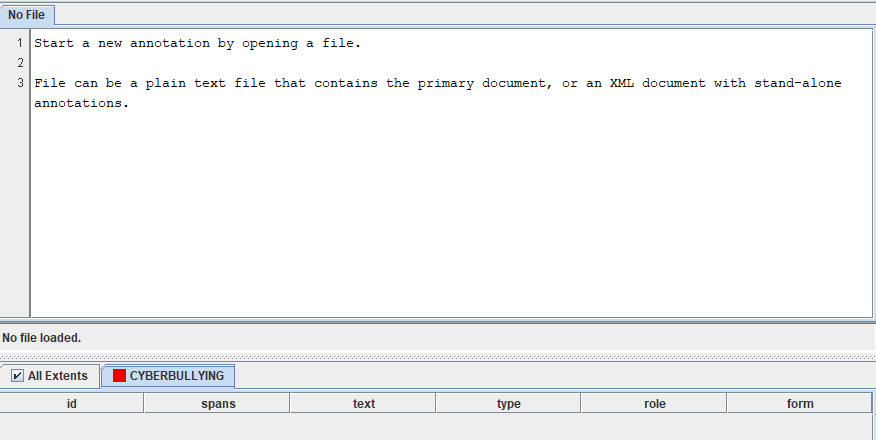 No File
1 Start a new annotation by opening a file.
2
3 File can be a plain text file that contains the primary document, or an XML document with stand-alone
annotations.
No file loaded.
All Extents CYBERBULLYING
id spans text type role form